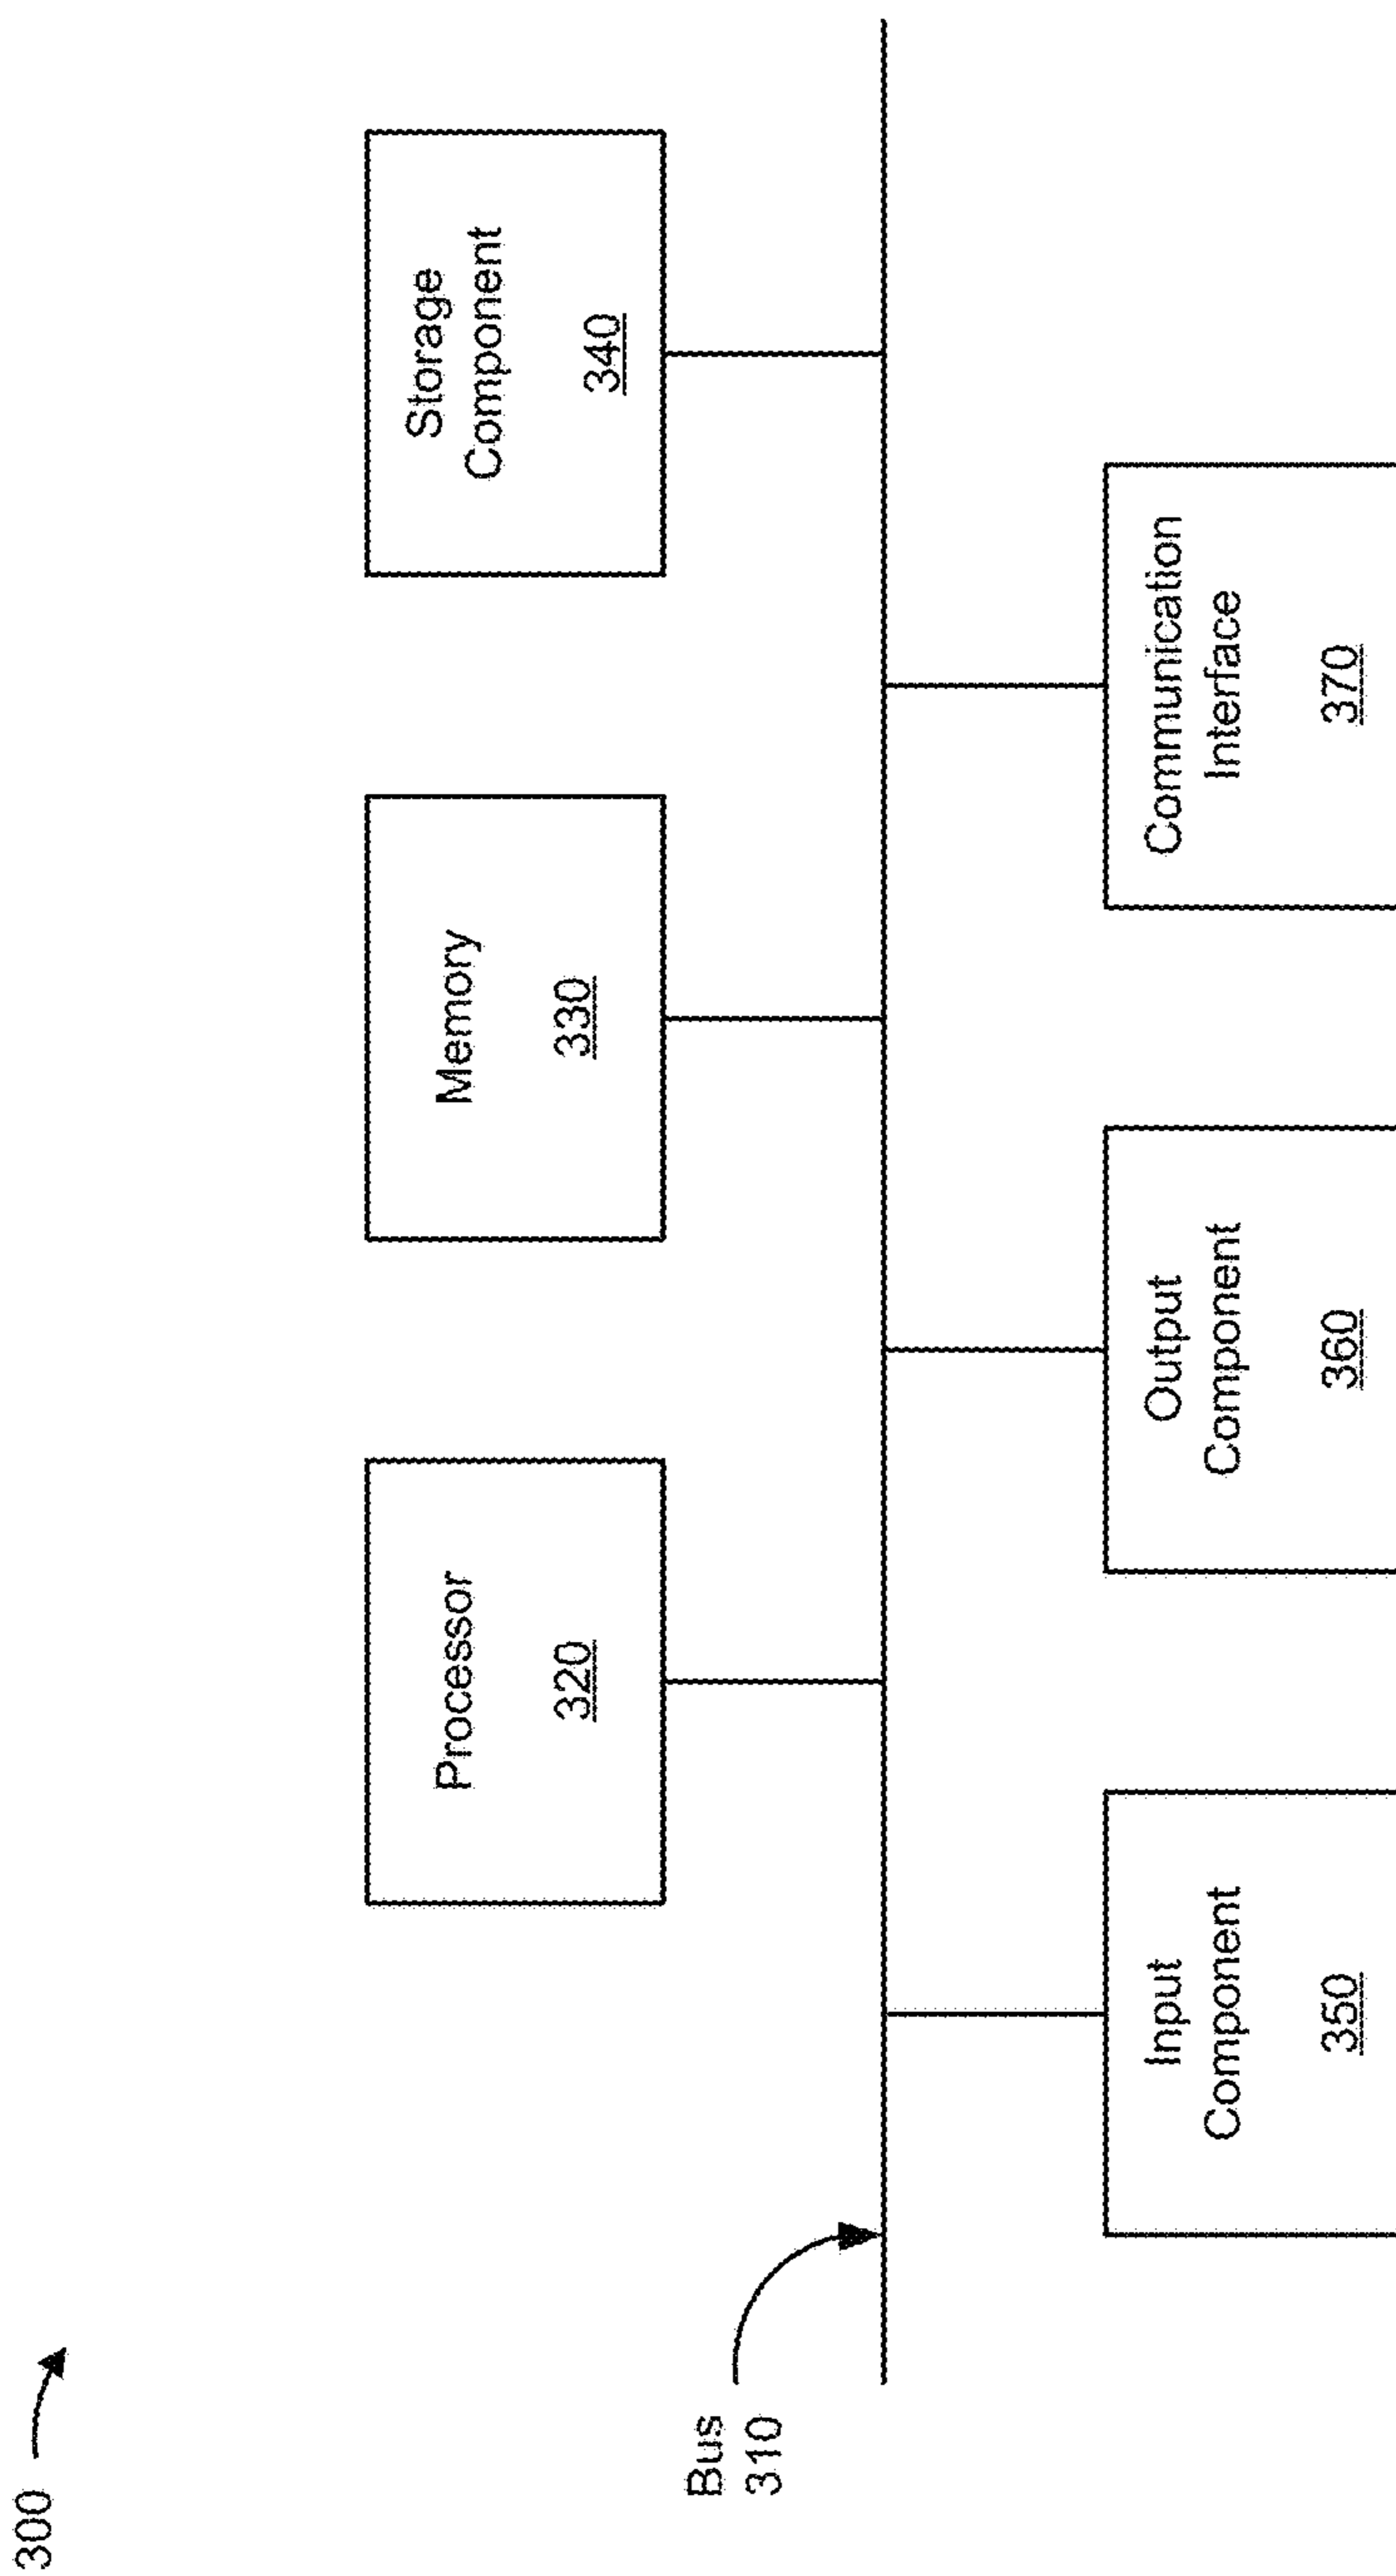 300
Bus
310
Processor
320
Memory
330
Storage
Component
340
Input
Component
350
Output
Component
360
Communication
Interface
370